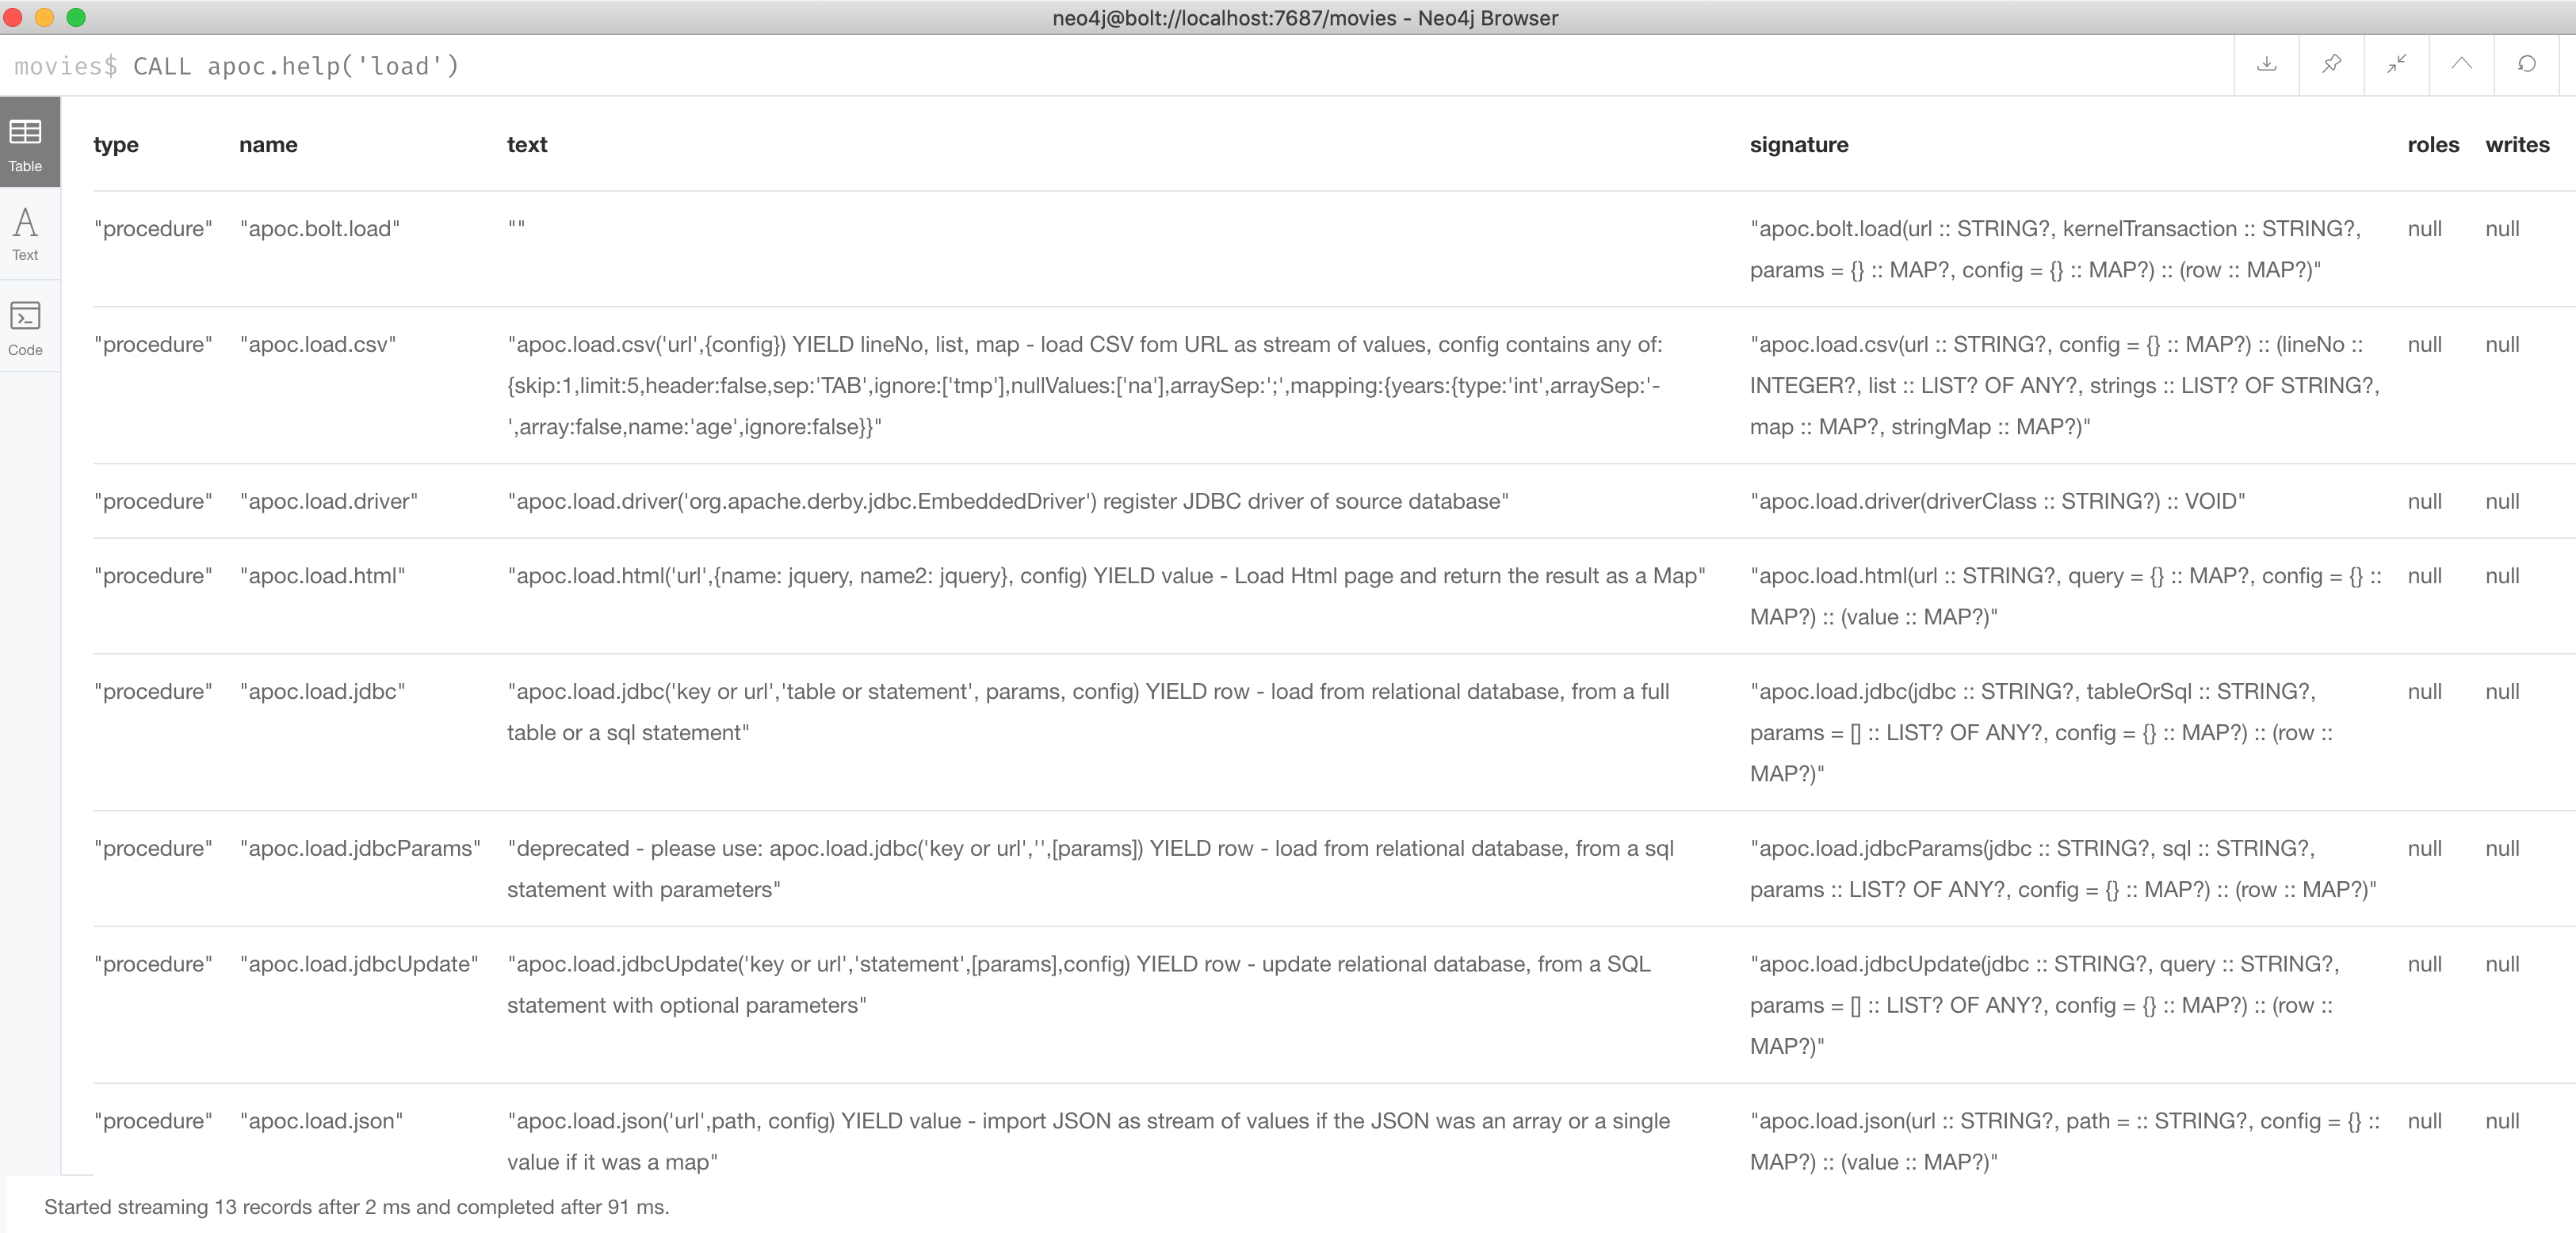 neo4j@bolt://localhost:7687/movies - Neo4j Browser
movies$ CALL apoc.help('load')
Table
Text
Code
type name text signature roles writes
"procedure" "apoc.bolt.load" "" "apoc.bolt.load(url :: STRING?, kernelTransaction :: STRING?, null null
params = {} :: MAP?, config = {} :: MAP?) :: (row :: MAP?)"
"procedure" "apoc.load.csv" "apoc.load.csv('url',{config}) YIELD lineNo, list, map - load CSV fom URL as stream of values, config contains any of: "apoc.load.csv(url :: STRING?, config = {} :: MAP?) :: (lineNo :: null null
{skip:1,limit:5,header:false,sep:'TAB',ignore:['tmp'],nullValues:['na'],arraySep:';',mapping:{years:{type:'int',arraySep:'- INTEGER?, list :: LIST? OF ANY?, strings :: LIST? OF STRING?,
',array:false,name:'age',ignore:false}}" map :: MAP?, stringMap :: MAP?)"
"procedure" "apoc.load.driver" "apoc.load.driver('org.apache.derby.jdbc.EmbeddedDriver') register JDBC driver of source database" "apoc.load.driver(driverClass :: STRING?) :: VOID" null null
"procedure" "apoc.load.html" "apoc.load.html('url',{name: jquery, name2: jquery}, config) YIELD value - Load Html page and return the result as a Map" "apoc.load.html(url :: STRING?, query = {} :: MAP?, config = {} :: null null
MAP?) :: (value :: MAP?)"
"procedure" "apoc.load.jdbc" "apoc.load.jdbc('key or url','table or statement', params, config) YIELD row - load from relational database, from a full "apoc.load.jdbc(jdbc :: STRING?, tableOrSql :: STRING?, null null
table or a sql statement" params = [] :: LIST? OF ANY?, config = {} :: MAP?) :: (row ::
MAP?)"
"procedure" "apoc.load.jdbcParams" "deprecated - please use: apoc.load.jdbc('key or url','',[params]) YIELD row - load from relational database, from a sql "apoc.load.jdbcParams(jdbc :: STRING?, sql :: STRING?, null null
statement with parameters" params :: LIST? OF ANY?, config = {} :: MAP?) :: (row :: MAP?)"
"procedure" "apoc.load.jdbcUpdate" "apoc.load.jdbcUpdate('key or url','statement',[params],config) YIELD row - update relational database, from a SQL "apoc.load.jdbcUpdate(jdbc :: STRING?, query :: STRING?, null null
statement with optional parameters" params = [] :: LIST? OF ANY?, config = {} :: MAP?) :: (row ::
MAP?)"
"procedure" "apoc.load.json" "apoc.load.json('url',path, config) YIELD value - import JSON as stream of values if the JSON was an array or a single "apoc.load.json(url :: STRING?, path = :: STRING?, config = {} :: null null
value if it was a map" MAP?) :: (value :: MAP?)"
Started streaming 13 records after 2 ms and completed after 91 ms.